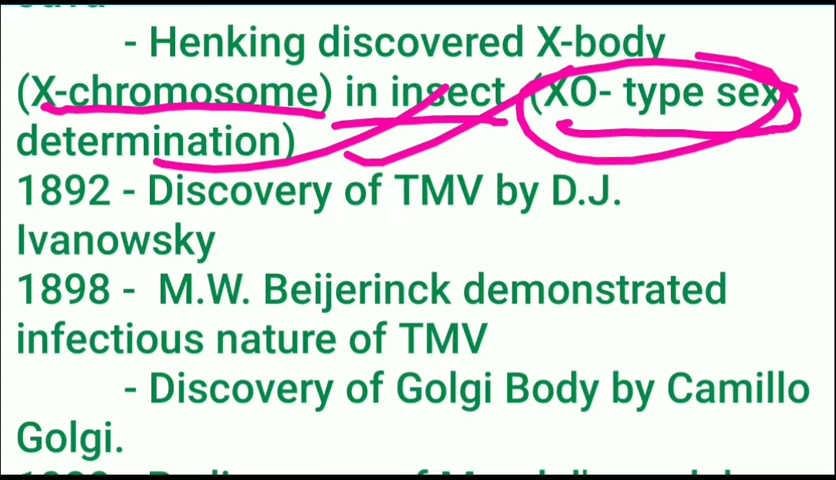 - Henking discovered X-body
(X-chromosome) in insect (XO- type sex
determination)
1892 - Discovery of TMV by D.J.
Ivanowsky
1898 - M.W. Beijerinck demonstrated
infectious nature of TMV
- Discovery of Golgi Body by Camillo
Golgi.